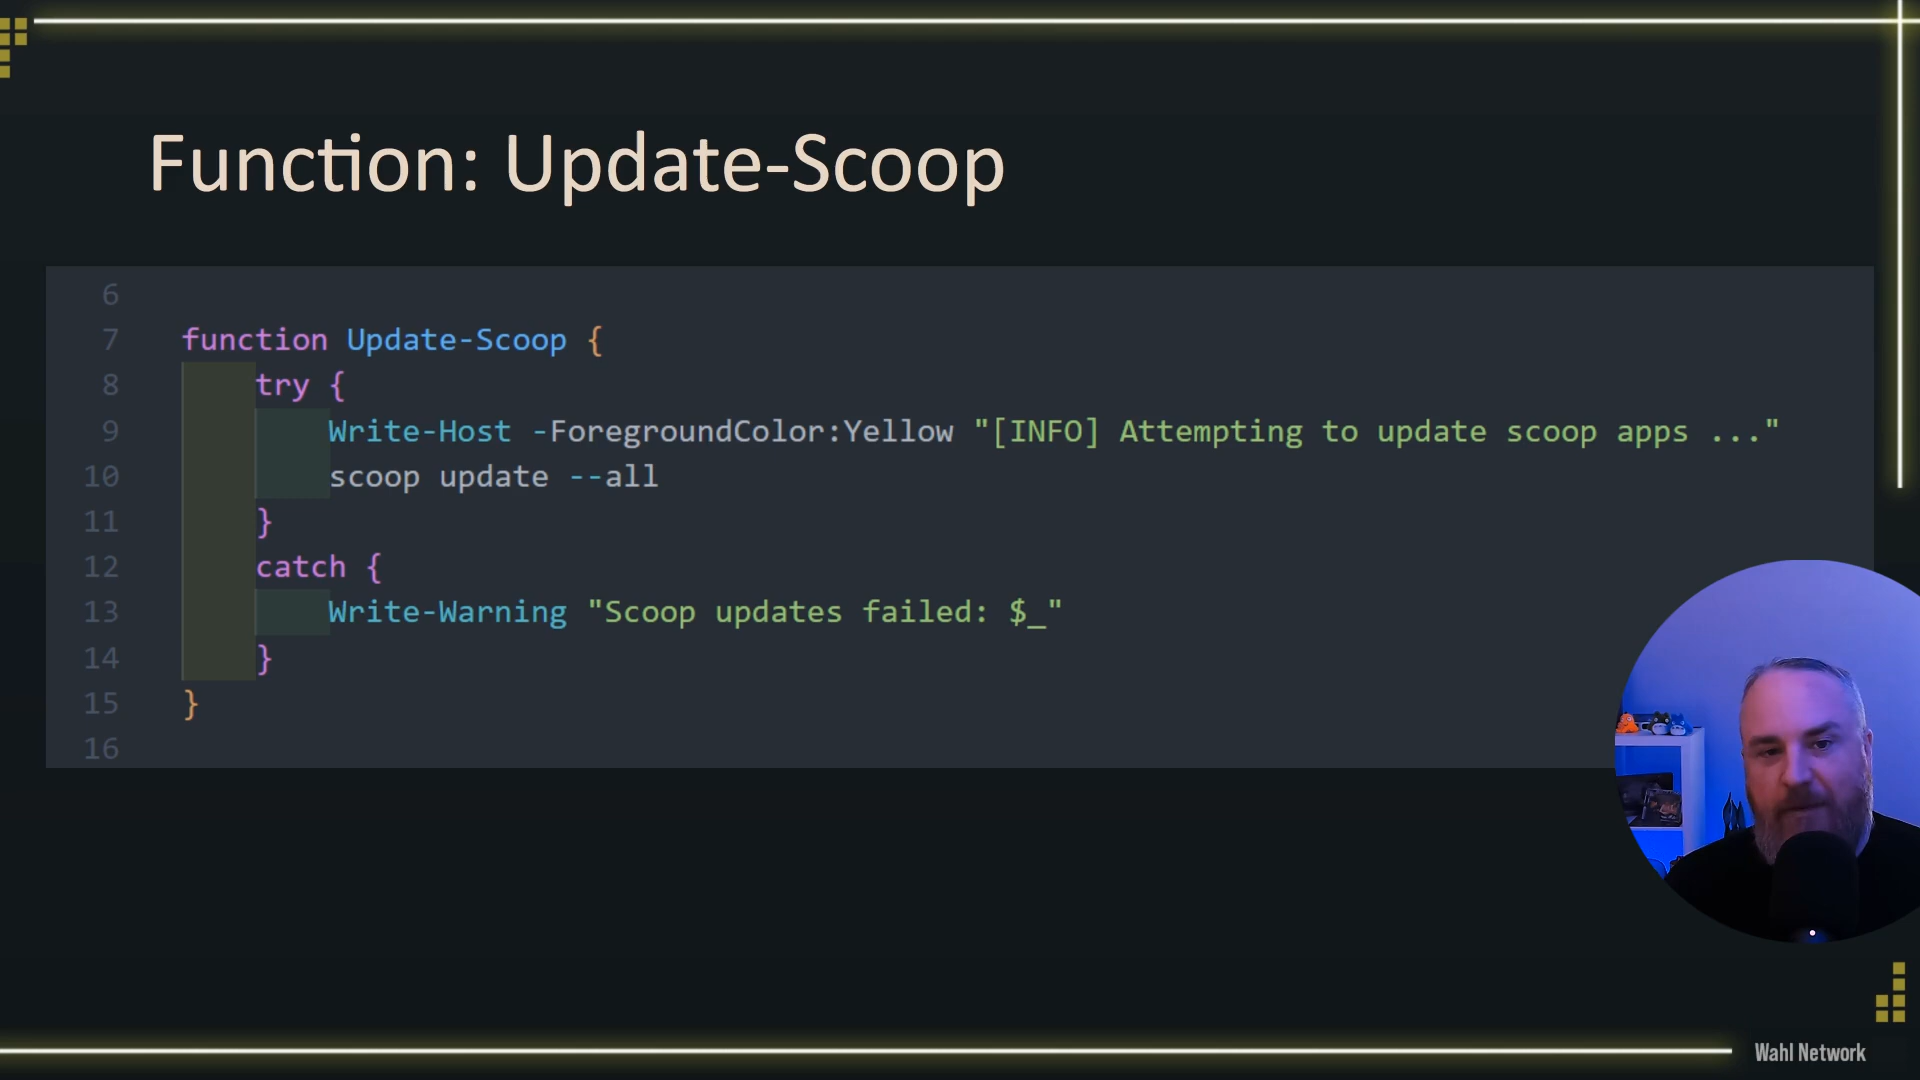 Function: Update-Scoop
6
7 function Update-Scoop {
8 try {
9 Write-Host -ForegroundColor:Yellow "[INFO] Attempting to update scoop apps ..."
10 scoop update --all
11 }
12 catch {
13 Write-Warning "Scoop updates failed: $_"
14 }
15 }
16
Wahl Network